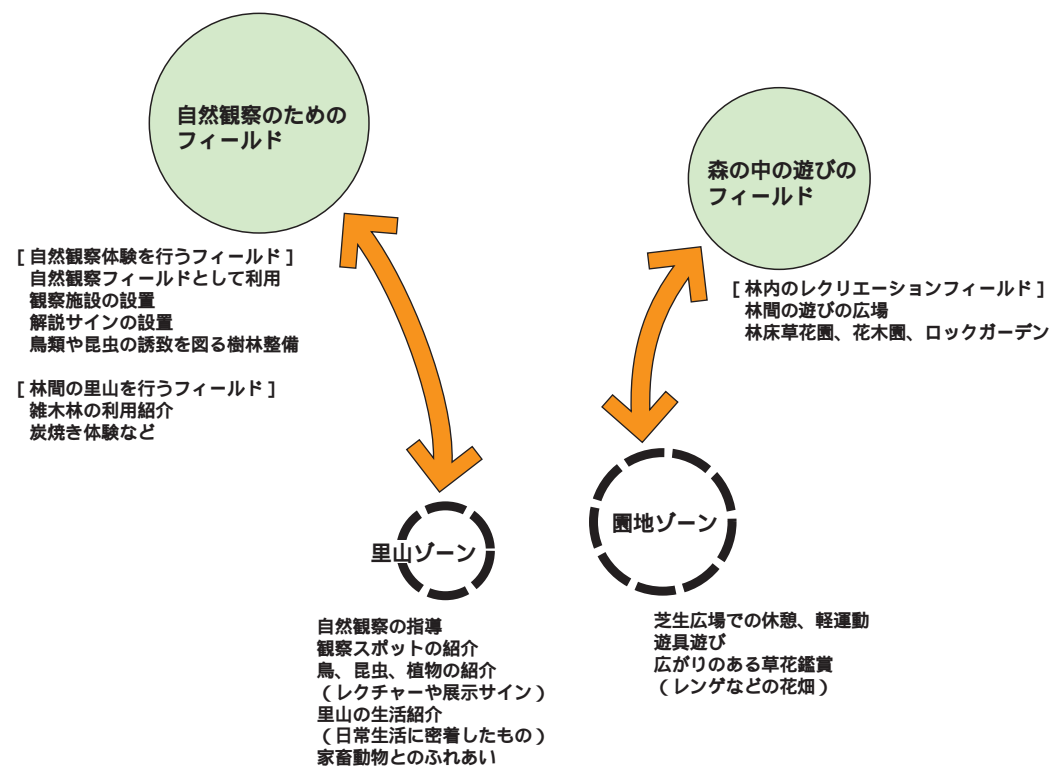 自然観察のための
フィールド
[ 自然観察体験を行うフィールド ]
自然観察フィールドとして利用
観察施設の設置
解説サインの設置
鳥類や昆虫の誘致を図る樹林整備
[ 林間の里山を行うフィールド ]
雑木林の利用紹介
炭焼き体験など
森の中の遊びの
フィールド
[ 林内のレクリエーションフィールド ]
林間の遊びの広場
林床草花園、花木園、ロックガーデン
里山ゾーン
自然観察の指導
観察スポットの紹介
鳥、昆虫、植物の紹介
（レクチャーや展示サイン）
里山の生活紹介
（日常生活に密着したもの）
家畜動物とのふれあい
園地ゾーン
芝生広場での休憩、軽運動
遊具遊び
広がりのある草花鑑賞
（レンゲなどの花畑）